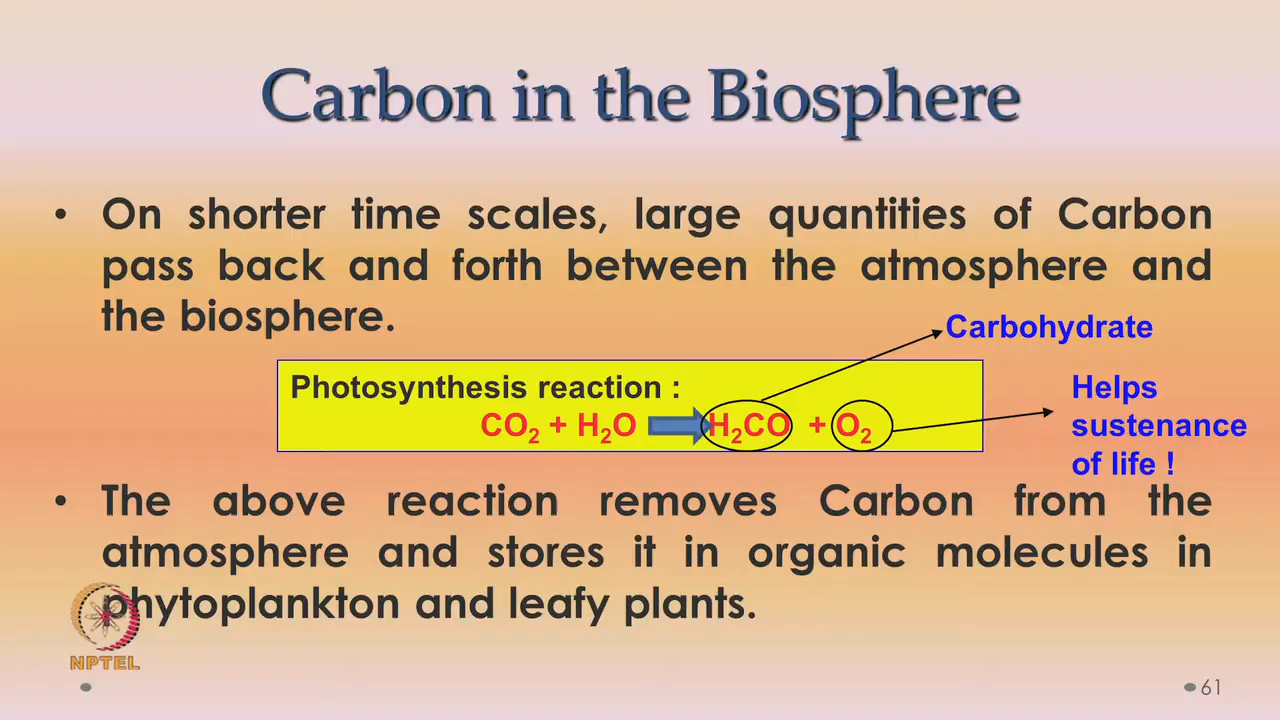 Carbon in the Biosphere
• On shorter time scales, large quantities of Carbon
pass back and forth between the atmosphere and
the biosphere.
Carbohydrate
Photosynthesis reaction :
CO₂ + H₂O H₂CO + O₂
Helps
sustenance
of life !
• The above reaction removes Carbon from the
atmosphere and stores it in organic molecules in
phytoplankton and leafy plants.
NPTEL
61